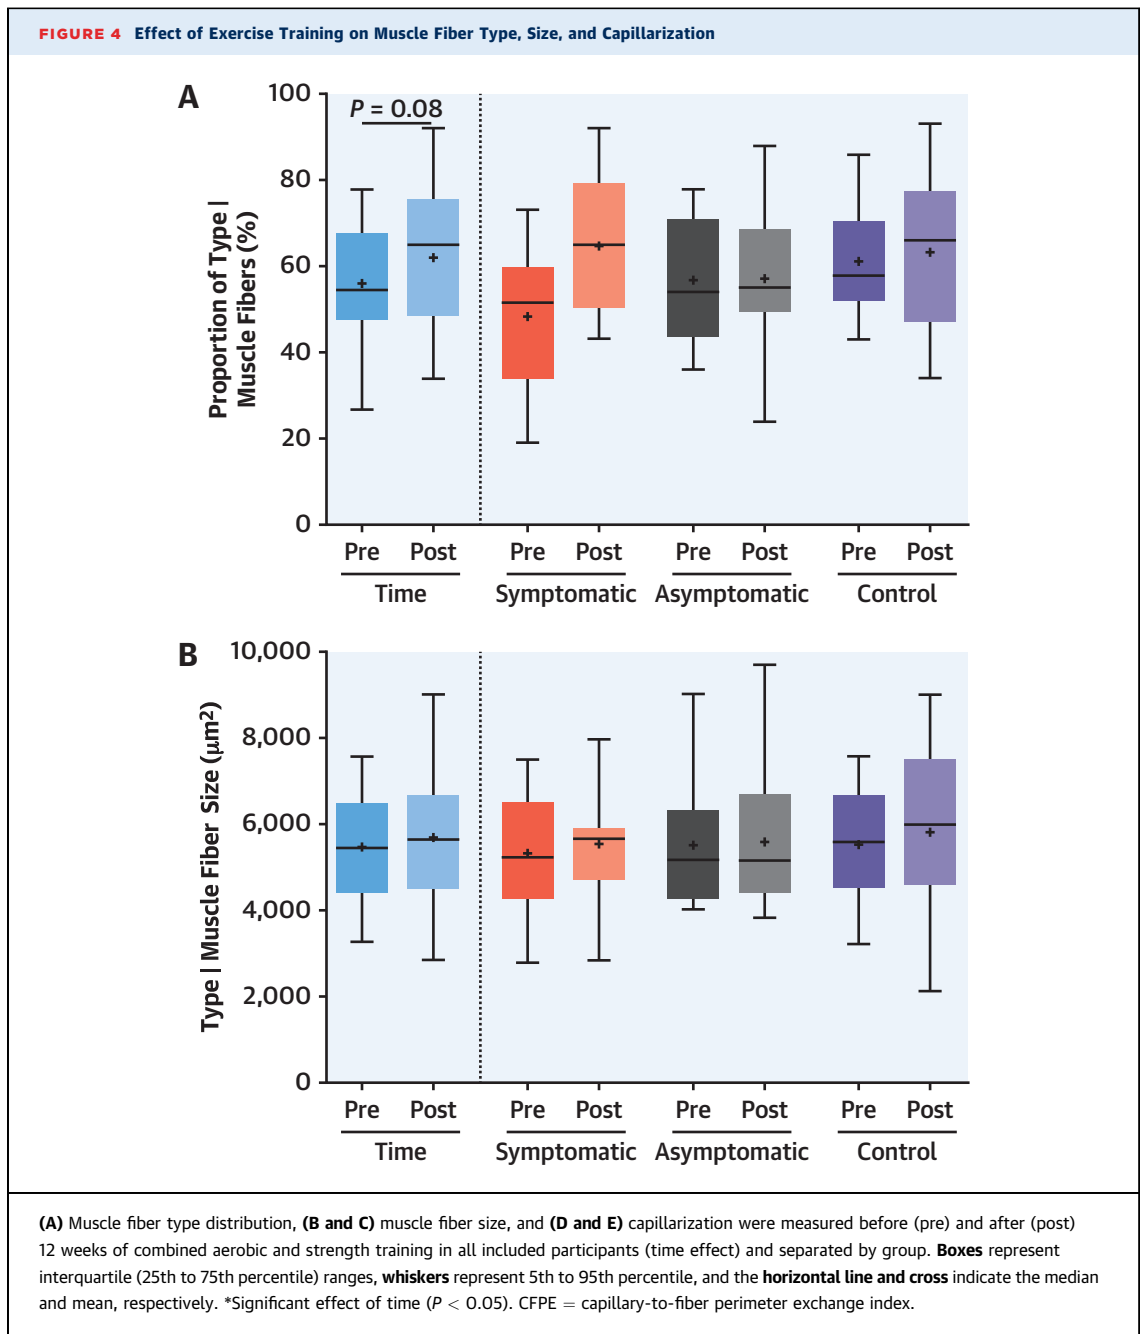 FIGURE 4 Effect of Exercise Training on Muscle Fiber Type, Size, and Capillarization
A
Proportion of Type I
Muscle Fibers (%)
100
80
60
40
20
0
P = 0.08
Pre Post Pre Post Pre Post Pre Post
Time Symptomatic Asymptomatic Control
B
Type I Muscle Fiber Size (μm²)
10,000
8,000
6,000
4,000
2,000
0
Pre Post Pre Post Pre Post Pre Post
Time Symptomatic Asymptomatic Control
(A) Muscle fiber type distribution, (B and C) muscle fiber size, and (D and E) capillarization were measured before (pre) and after (post)
12 weeks of combined aerobic and strength training in all included participants (time effect) and separated by group. Boxes represent
interquartile (25th to 75th percentile) ranges, whiskers represent 5th to 95th percentile, and the horizontal line and cross indicate the median
and mean, respectively. *Significant effect of time (P < 0.05). CFPE = capillary-to-fiber perimeter exchange index.